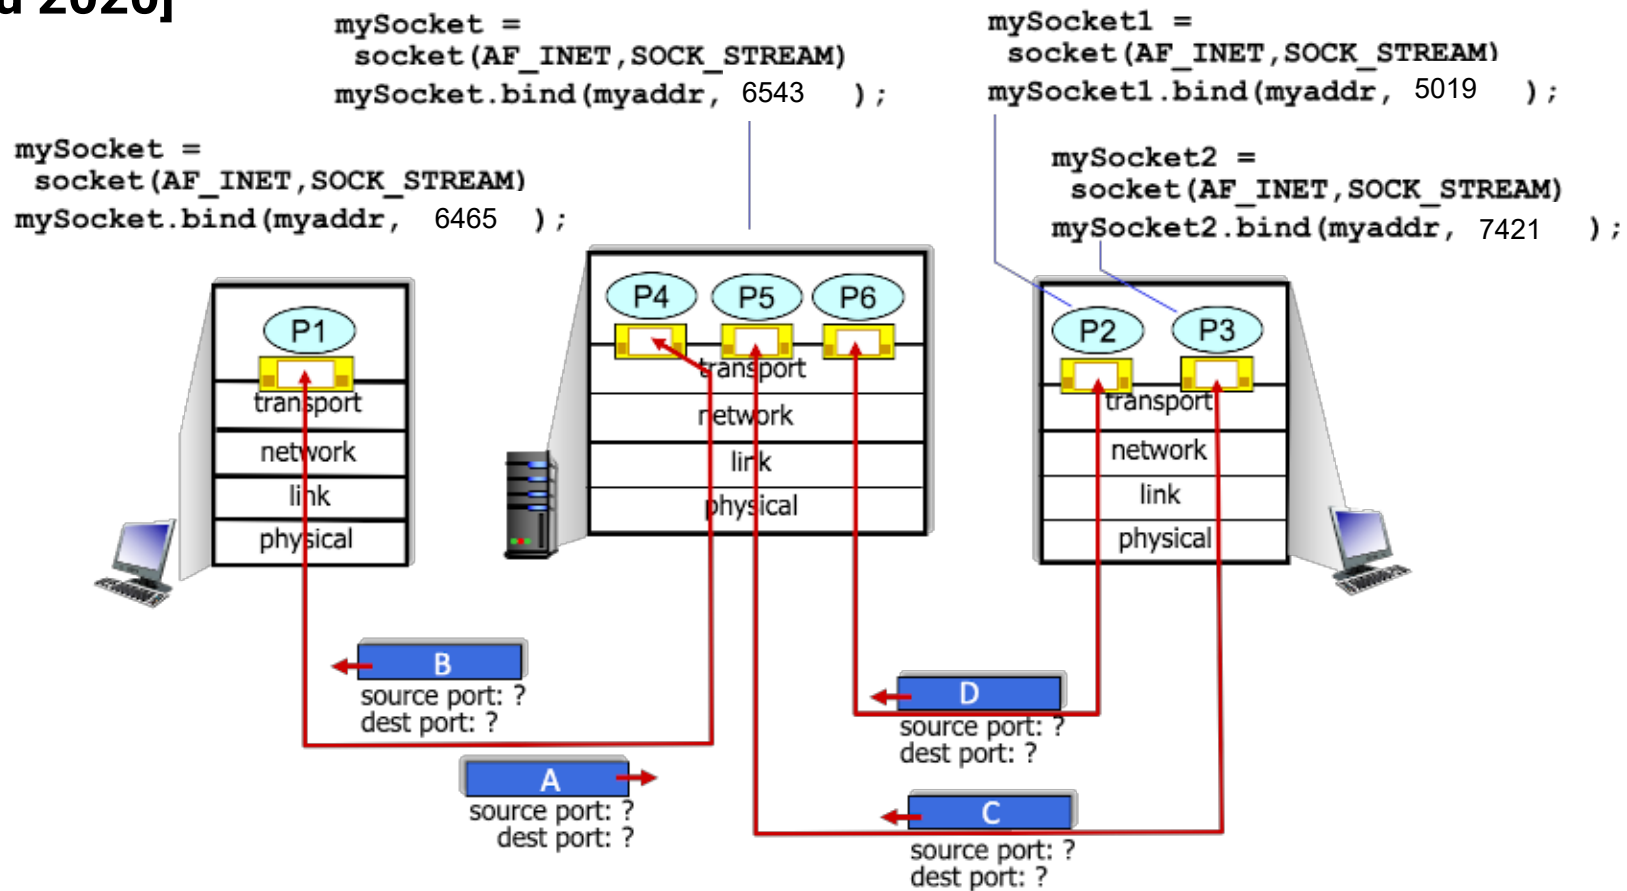 2020]
mySocket =
socket(AF_INET,SOCK_STREAM)
mySocket.bind(myaddr, 6543 );
mySocket1 =
socket(AF_INET,SOCK_STREAM)
mySocket1.bind(myaddr, 5019 );
mySocket =
socket(AF_INET,SOCK_STREAM)
mySocket.bind(myaddr, 6465 );
mySocket2 =
socket(AF_INET,SOCK_STREAM)
mySocket2.bind(myaddr, 7421 );
P1
transport
network
link
physical
P4 P5 P6
transport
network
link
physical
P2 P3
transport
network
link
physical
B
source port: ?
dest port: ?
A
source port: ?
dest port: ?
D
source port: ?
dest port: ?
C
source port: ?
dest port: ?